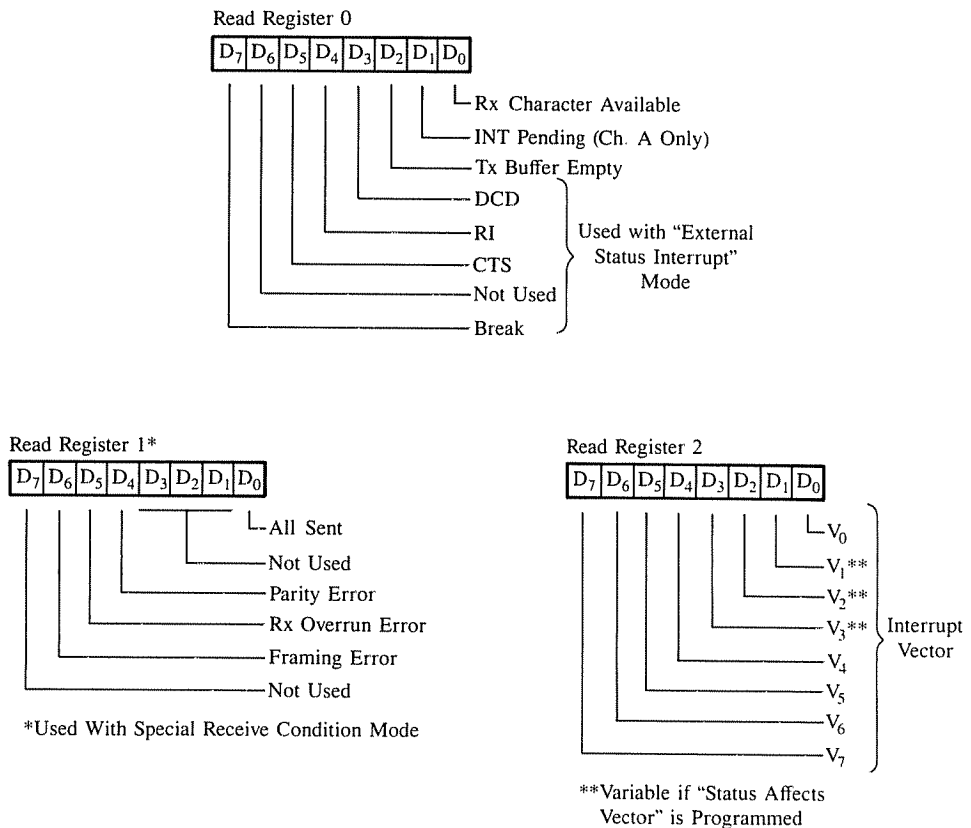 Read Register 0
D7 D6 D5 D4 D3 D2 D1 D0
Rx Character Available
INT Pending (Ch. A Only)
Tx Buffer Empty
DCD
RI
CTS
Not Used
Break
Used with “External
Status Interrupt”
Mode
Read Register 1*
D7 D6 D5 D4 D3 D2 D1 D0
All Sent
Not Used
Parity Error
Rx Overrun Error
Framing Error
Not Used
*Used With Special Receive Condition Mode
Read Register 2
D7 D6 D5 D4 D3 D2 D1 D0
V0
V1**
V2**
V3**
V4
V5
V6
V7
Interrupt
Vector
**Variable if “Status Affects
Vector” is Programmed